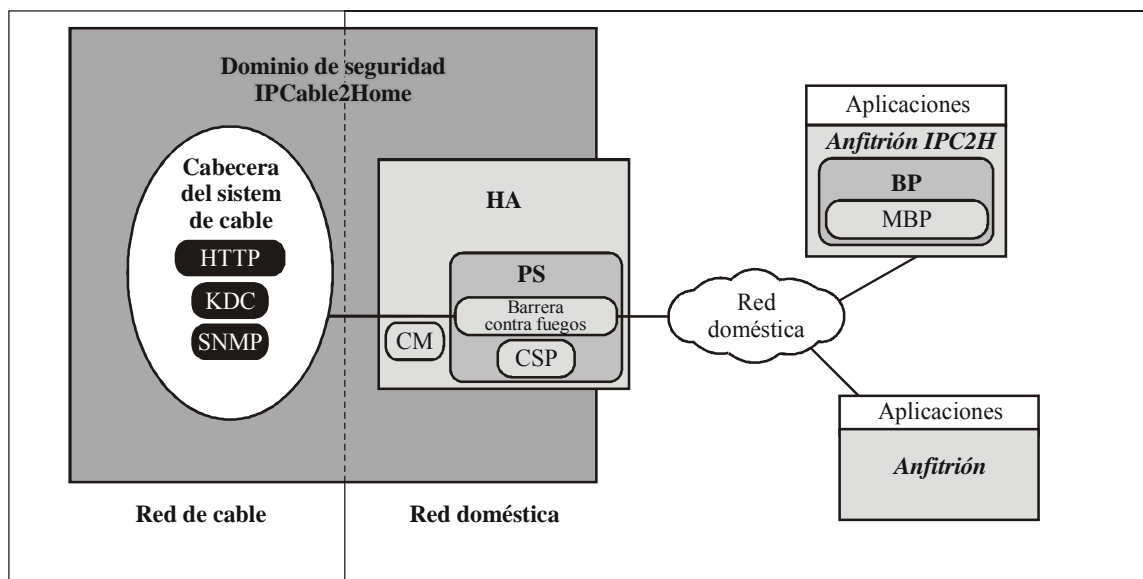 Dominio de seguridad
IPCable2Home
Cabecera
del sistem
de cable
HTTP
KDC
SNMP
HA
PS
Barrera
contra fuegos
CM
CSP
Red
doméstica
Aplicaciones
Anfitrión IPC2H
BP
MBP
Aplicaciones
Anfitrión
Red de cable
Red doméstica